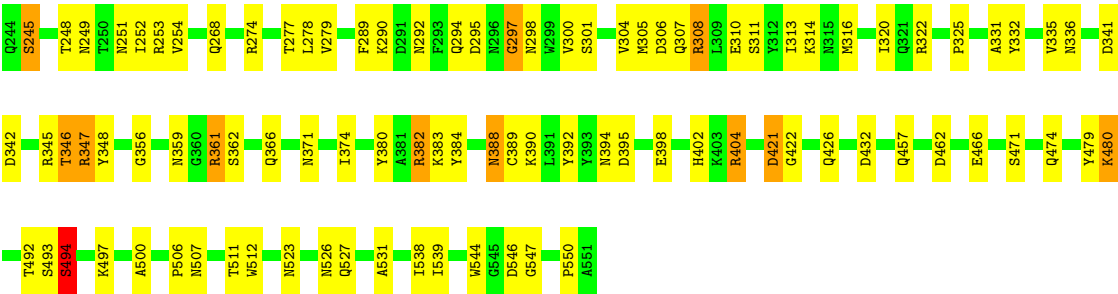 Q244 S245 T248 N249 T250 N251 I252 R253 V254 Q268 R274 T277 L278 V279 F289 K290 D291 N292 F293 Q294 D295 N296 G297 N298 W299 V300 S301 V304 M305 D306 Q307 R308 L309 E310 S311 Y312 I313 K314 N315 M316 I320 Q321 R322 P325 A331 Y332 V335 N336 D341
D342 R345 T346 R347 Y348 G356 N359 G360 R361 S362 Q366 N371 I374 Y380 A381 R382 K383 Y384 N388 C389 K390 L391 Y392 Y393 N394 D395 E398 H402 K403 R404 D421 G422 Q426 D432 Q457 D462 E466 S471 Q474 Y479 K480
T492 S493 S494 K497 A500 P506 N507 T511 W512 N523 N526 Q527 A531 I538 I539 W544 G545 D546 G547 P550 A551